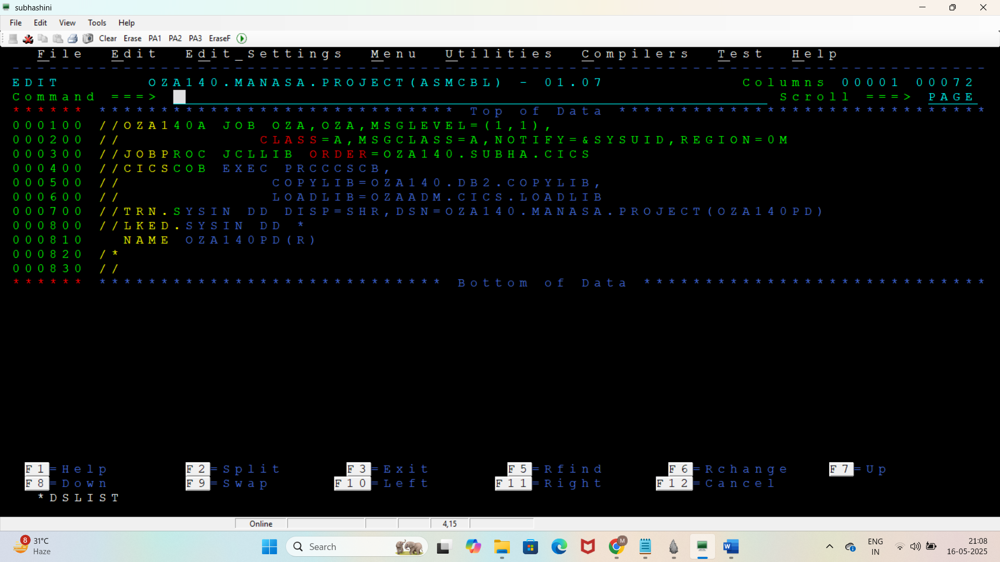 subhashini
File Edit View Tools Help
Clear Erase PA1 PA2 PA3 EraseF
File Edit Edit_Settings Menu Utilities Compilers Test Help
- - - - - - - - - - - - - - - - - - - - - - - - - - - - - - - - - - - - - - - - - - - - - - - - - - - - - - - - - - - - - - - - - - - - - - - - - - - - - - -
EDIT OZA140.MANASA.PROJECT(ASMCBL) - 01.07 Columns 00001 00072
Command ===> Scroll ===> PAGE
****** ***************************** Top of Data ******************************
000100 //OZA140A JOB OZA,OZA,MSGLEVEL=(1,1),
000200 // CLASS=A,MSGCLASS=A,NOTIFY=&SYSUID,REGION=0M
000300 //JOBPROC JCLLIB ORDER=OZA140.SUBHA.CICS
000400 //CICSCOB EXEC PRCCCSCB,
000500 // COPYLIB=OZA140.DB2.COPYLIB,
000600 // LOADLIB=OZAADM.CICS.LOADLIB
000700 //TRN.SYSIN DD DISP=SHR,DSN=OZA140.MANASA.PROJECT(OZA140PD)
000800 //LKED.SYSIN DD *
000810 NAME OZA140PD(R)
000820 /*
000830 //
****** **************************** Bottom of Data ****************************
F1=Help F2=Split F3=Exit F5=Rfind F6=Rchange F7=Up
F8=Down F9=Swap F10=Left F11=Right F12=Cancel
*DSLIST
Online 4,15
8 31°C
Haze
Search
M
W
ENG
IN
21:08
16-05-2025